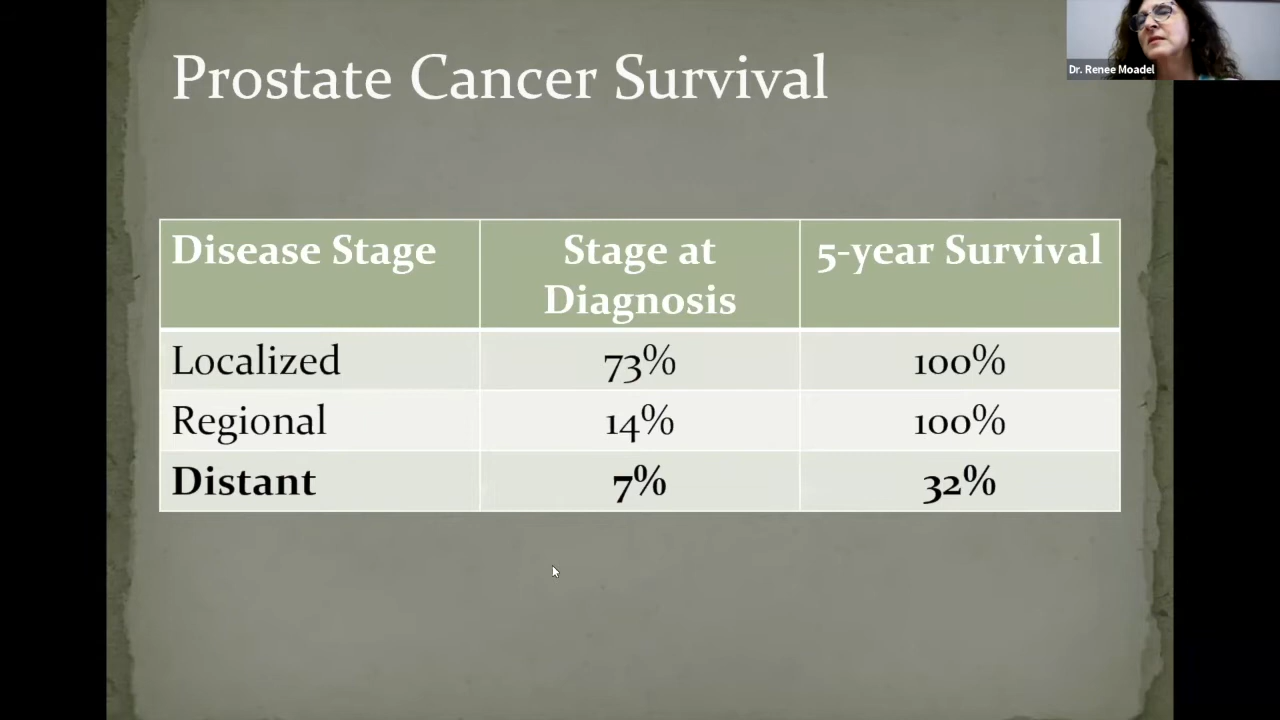 Prostate Cancer Survival
Dr. Renee Moadel
Disease Stage
Stage at
Diagnosis
5-year Survival
Localized
73%
100%
Regional
14%
100%
Distant
7%
32%